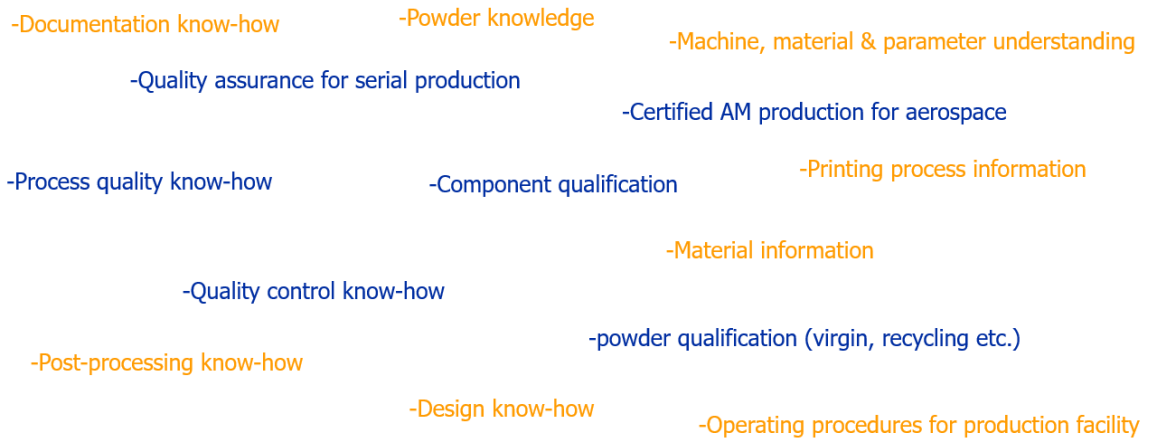 -Documentation know-how
-Powder knowledge
-Machine, material & parameter understanding
-Quality assurance for serial production
-Certified AM production for aerospace
-Printing process information
-Process quality know-how
-Component qualification
-Material information
-Quality control know-how
-powder qualification (virgin, recycling etc.)
-Post-processing know-how
-Design know-how
-Operating procedures for production facility